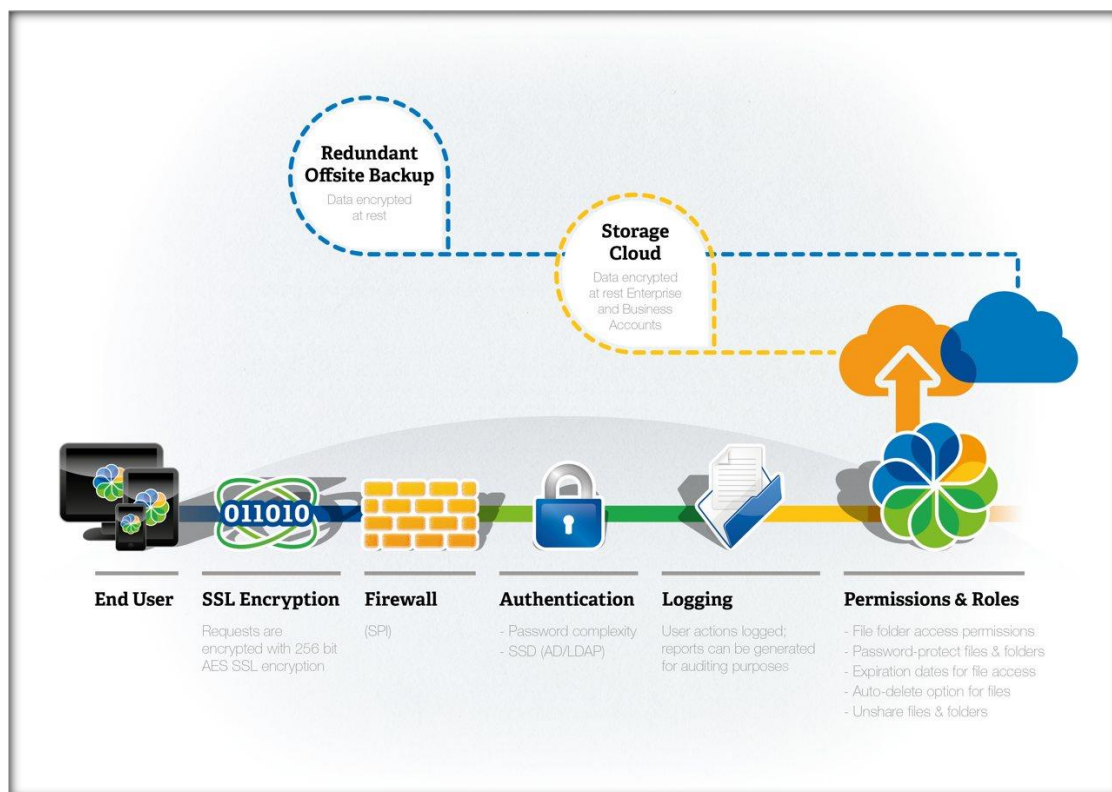 Redundant
Offsite Backup
Data encrypted
at rest
Storage
Cloud
Data encrypted
at rest Enterprise
and Business
Accounts
011010
End User
SSL Encryption
Requests are
encrypted with 256 bit
AES SSL encryption
Firewall
(SPI)
Authentication
- Password complexity
- SSD (AD/LDAP)
Logging
User actions logged;
reports can be generated
for auditing purposes
Permissions & Roles
- File folder access permissions
- Password-protect files & folders
- Expiration dates for file access
- Auto-delete option for files
- Unshare files & folders